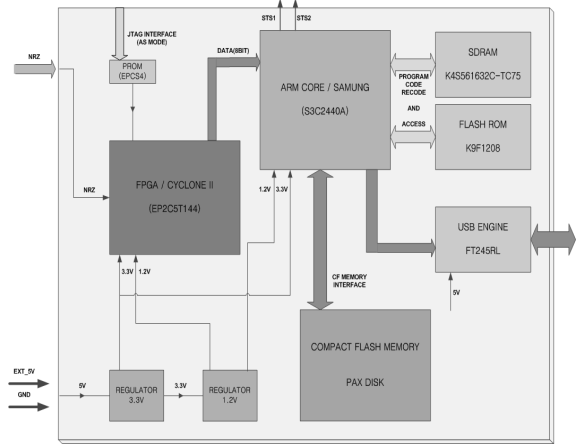 STS1
STS2
JTAG INTERFACE
(AS MODE)
NRZ
PROM
(EPCS4)
DATA(8BIT)
ARM CORE / SAMUNG
(S3C2440A)
SDRAM
K4S561632C-TC75
PROGRAM
CODE
RECODE
AND
ACCESS
FLASH ROM
K9F1208
NRZ
FPGA / CYCLONE II
(EP2C5T144)
1.2V
3.3V
USB ENGINE
FT245RL
3.3V
1.2V
CF MEMORY
INTERFACE
5V
COMPACT FLASH MEMORY
PAX DISK
EXT_5V
GND
5V
REGULATOR
3.3V
3.3V
REGULATOR
1.2V